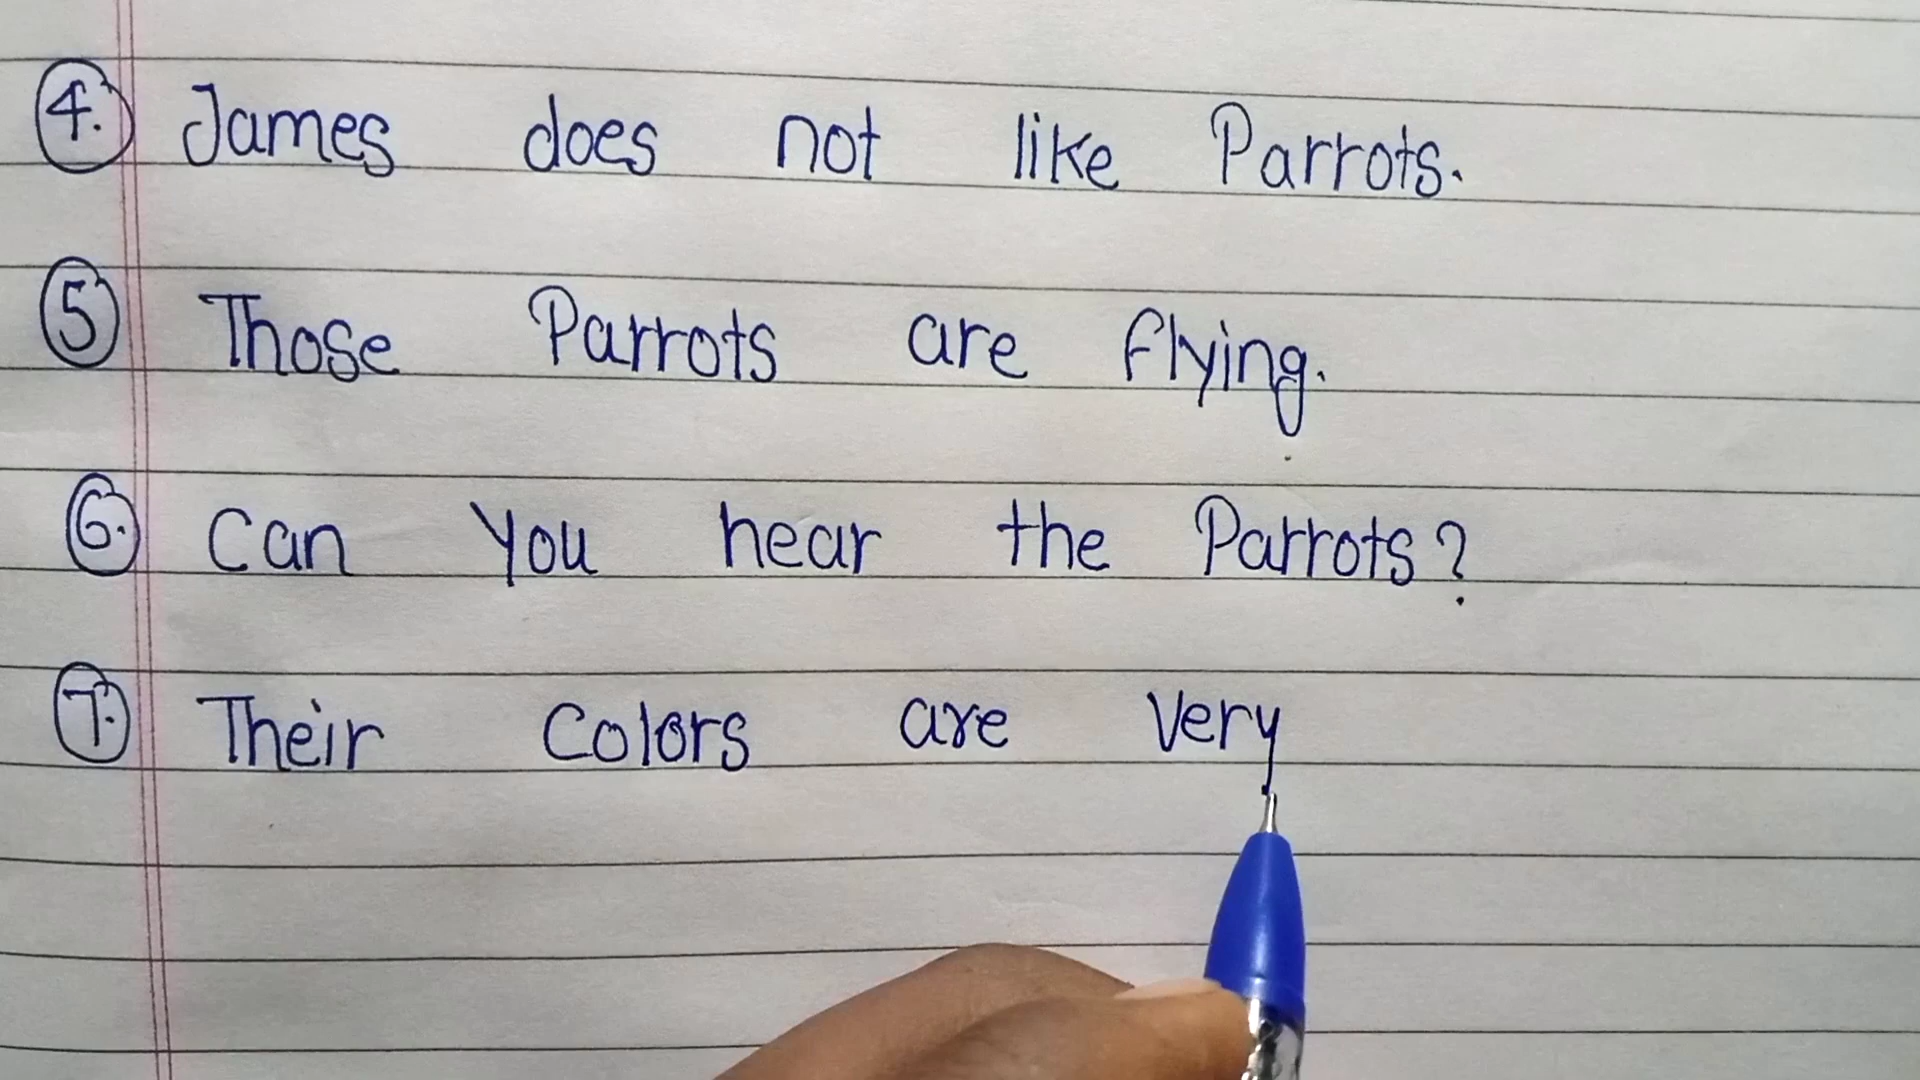 4. James does not like Parrots.
5 Those Parrots are flying.
6. Can You hear the Parrots?
7. Their Colors are Very